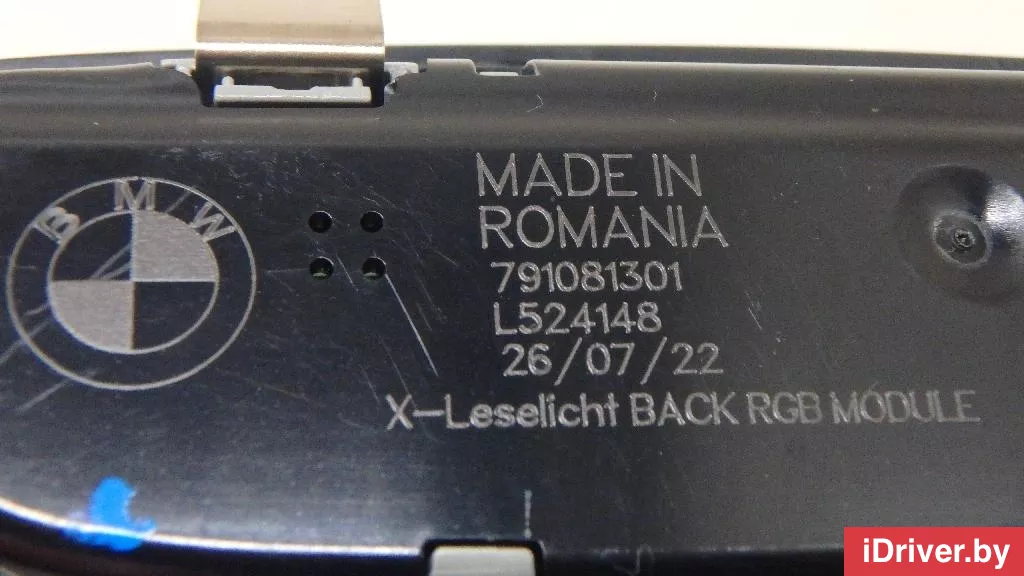 BMW
MADE IN
ROMANIA
791081301
L524148
26/07/22
X-Leselicht BACK RGB MODULE
iDriver.by